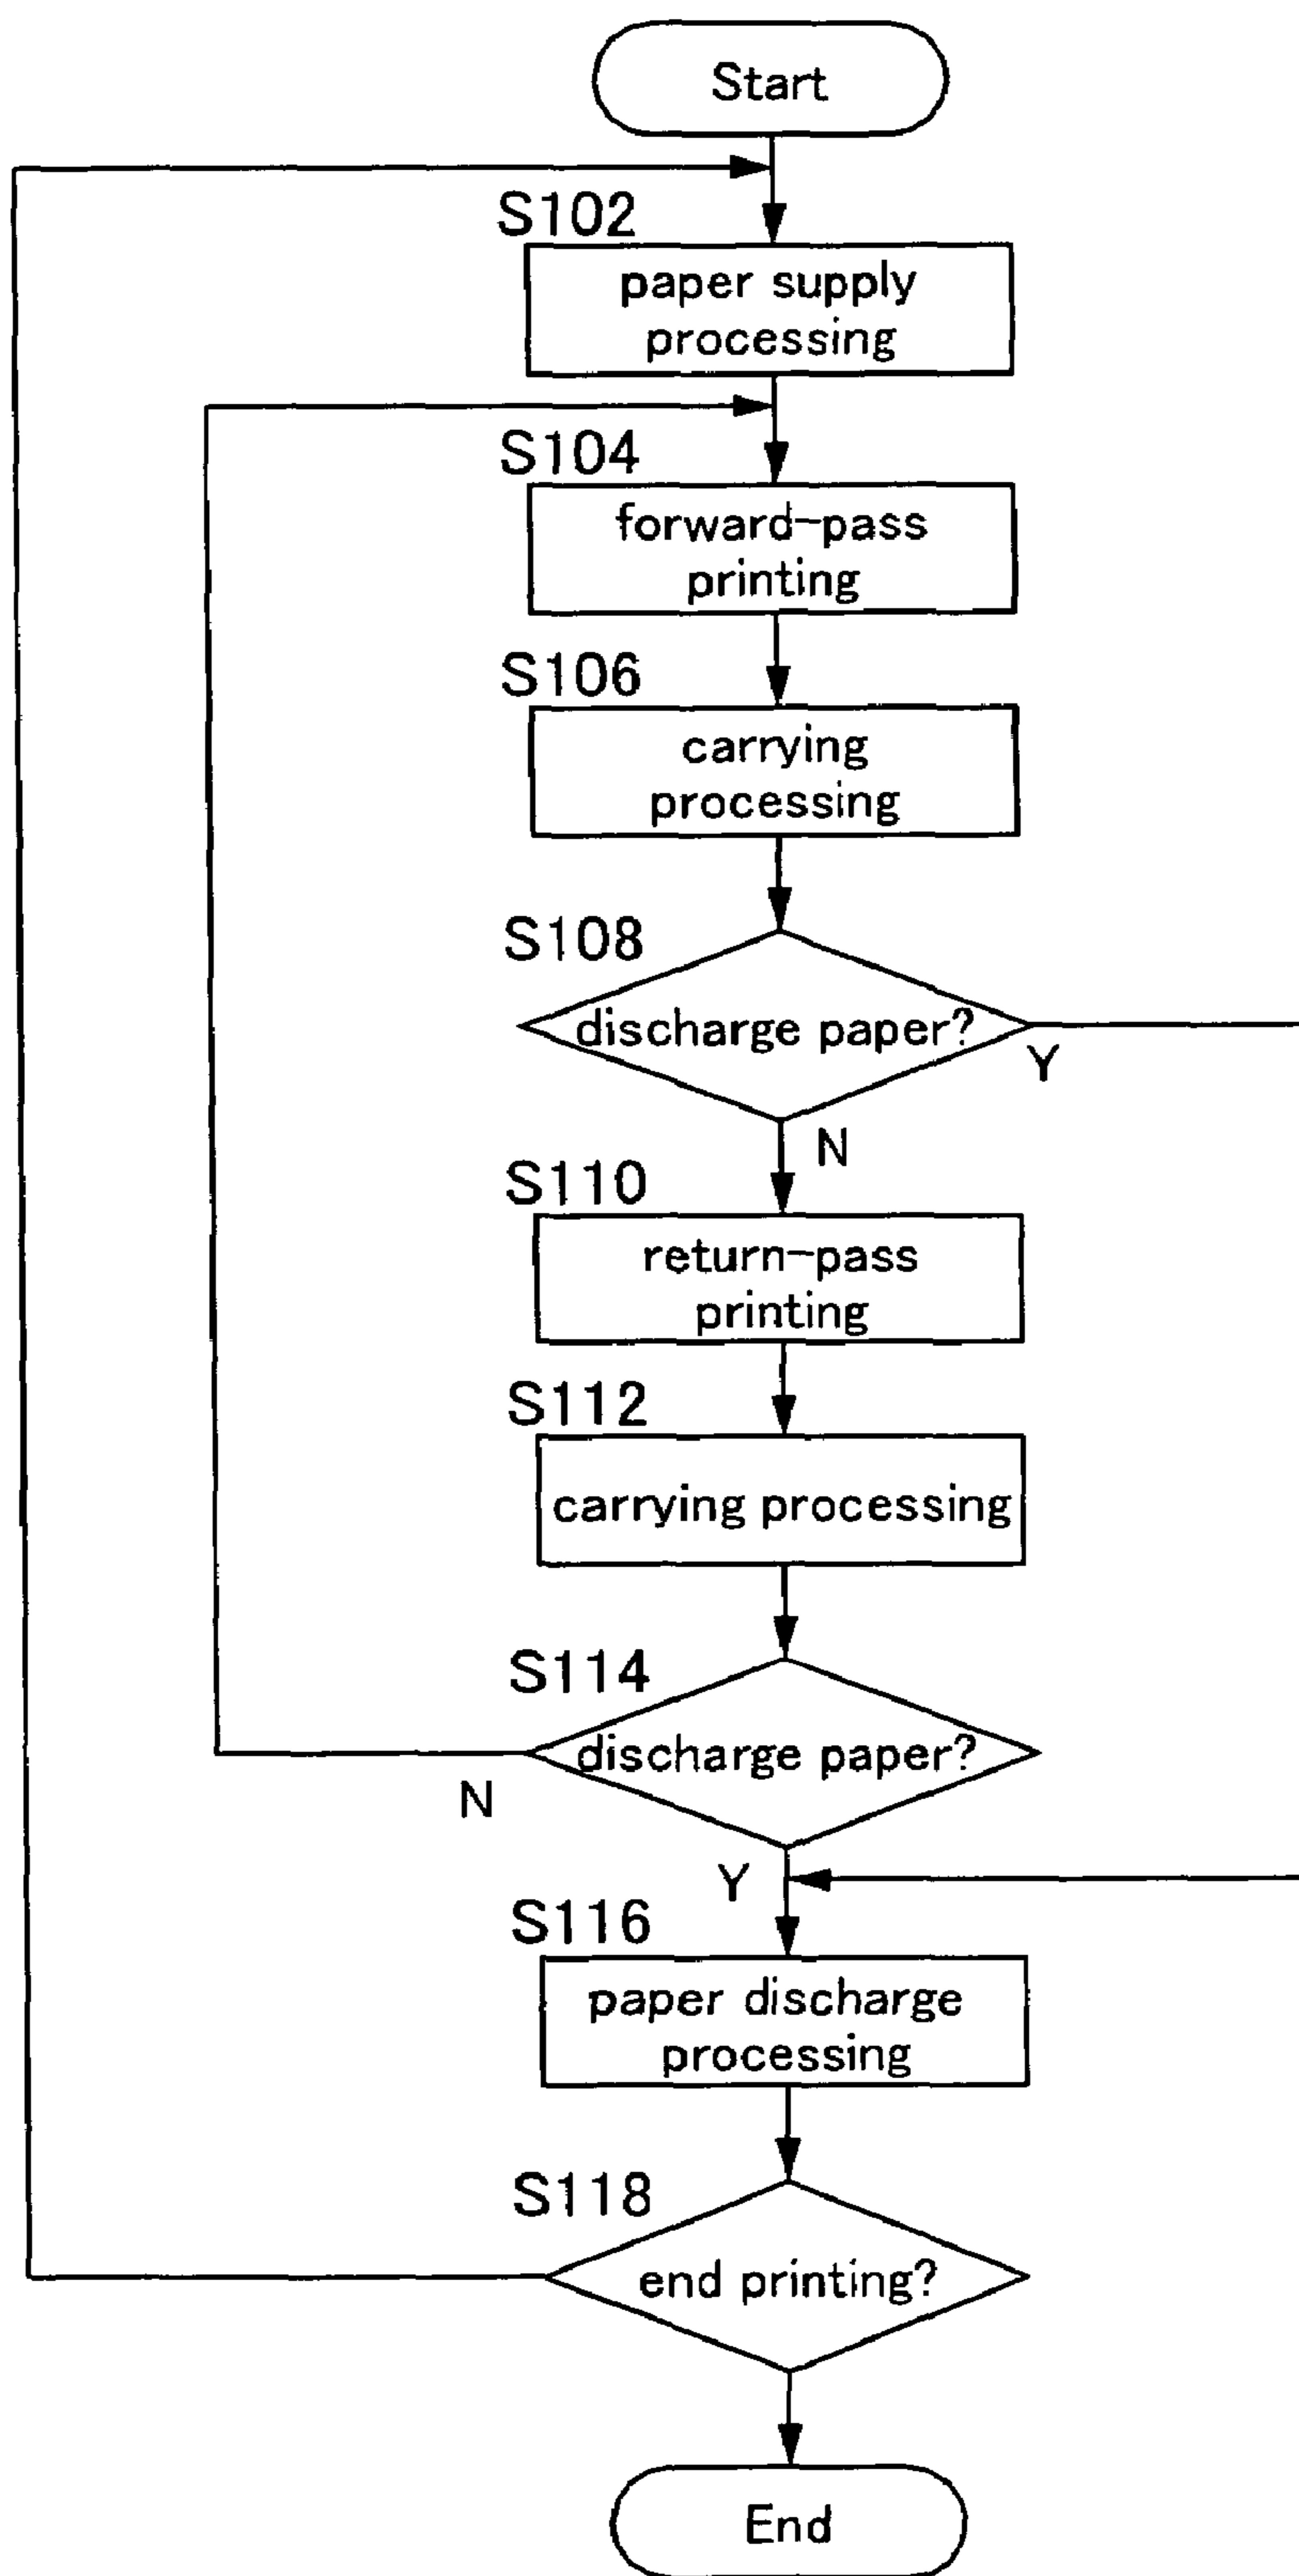 Start
S102
paper supply
processing
S104
forward-pass
printing
S106
carrying
processing
S108
discharge paper?
Y
N
S110
return-pass
printing
S112
carrying processing
S114
discharge paper?
N
Y
S116
paper discharge
processing
S118
end printing?
End